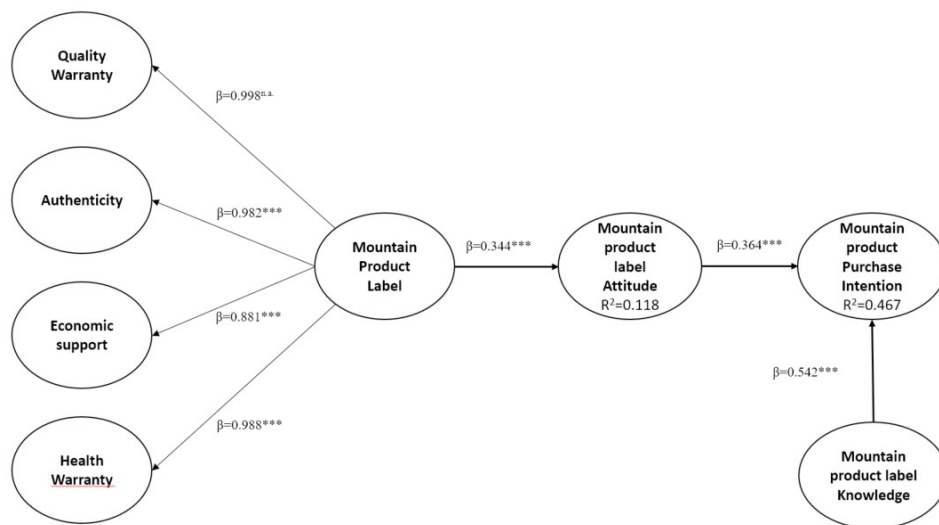 Quality
Warranty
β=0.998n.a.
Authenticity
β=0.982***
Mountain
Product
Label
β=0.344***
Mountain
product
label
Attitude
R²=0.118
β=0.364***
Mountain
product
Purchase
Intention
R²=0.467
Economic
support
β=0.881***
β=0.542***
Health
Warranty
β=0.988***
Mountain
product label
Knowledge